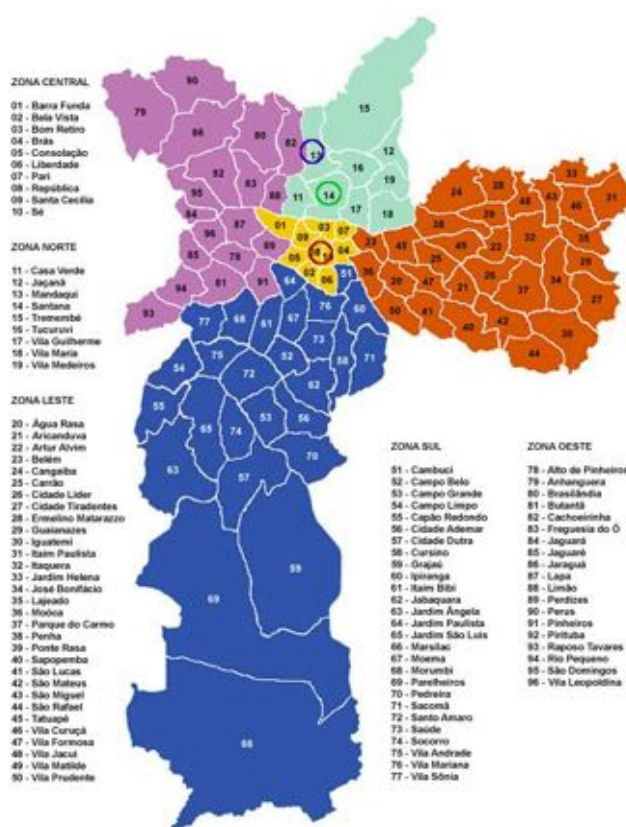 ZONA CENTRAL
01 - Barra Funda
02 - Bela Vista
03 - Bom Retiro
04 - Brás
05 - Consolação
06 - Liberdade
07 - Pari
08 - República
09 - Santa Cecília
10 - Sé
ZONA NORTE
11 - Casa Verde
12 - Jaçanã
13 - Mandaqui
14 - Santana
15 - Tremembé
16 - Tucuruvi
17 - Vila Guilherme
18 - Vila Maria
19 - Vila Medeiros
ZONA LESTE
20 - Água Rasa
21 - Aricanduva
22 - Artur Alvim
23 - Belém
24 - Cangaíba
25 - Carrão
26 - Cidade Líder
27 - Cidade Tiradentes
28 - Ermelino Matarazzo
29 - Guaianazes
30 - Iguatemi
31 - Itaim Paulista
32 - Itaquera
33 - Jardim Helena
34 - José Bonifácio
35 - Lajeado
36 - Moóca
37 - Parque do Carmo
38 - Penha
39 - Ponte Rasa
40 - Sapopemba
41 - São Lucas
42 - São Mateus
43 - São Miguel
44 - São Rafael
45 - Tatuapé
46 - Vila Curuçá
47 - Vila Formosa
48 - Vila Jacuí
49 - Vila Matilde
50 - Vila Prudente
ZONA SUL
51 - Cambuci
52 - Campo Belo
53 - Campo Grande
54 - Campo Limpo
55 - Capão Redondo
56 - Cidade Ademar
57 - Cidade Dutra
58 - Cursino
59 - Grajaú
60 - Ipiranga
61 - Itaim Bibi
62 - Jabaquara
63 - Jardim Ângela
64 - Jardim Paulista
65 - Jardim São Luís
66 - Marsilac
67 - Moema
68 - Morumbi
69 - Parelheiros
70 - Pedreira
71 - Sacomã
72 - Santo Amaro
73 - Saúde
74 - Socorro
75 - Vila Andrade
76 - Vila Mariana
77 - Vila Sônia
ZONA OESTE
78 - Alto de Pinheiros
79 - Anhanguera
80 - Brasilândia
81 - Butantã
82 - Cachoeirinha
83 - Freguesia do Ó
84 - Jaguará
85 - Jaguaré
86 - Jaraguá
87 - Lapa
88 - Limão
89 - Perdizes
90 - Perus
91 - Pinheiros
92 - Pirituba
93 - Raposo Tavares
94 - Rio Pequeno
95 - São Domingos
96 - Vila Leopoldina